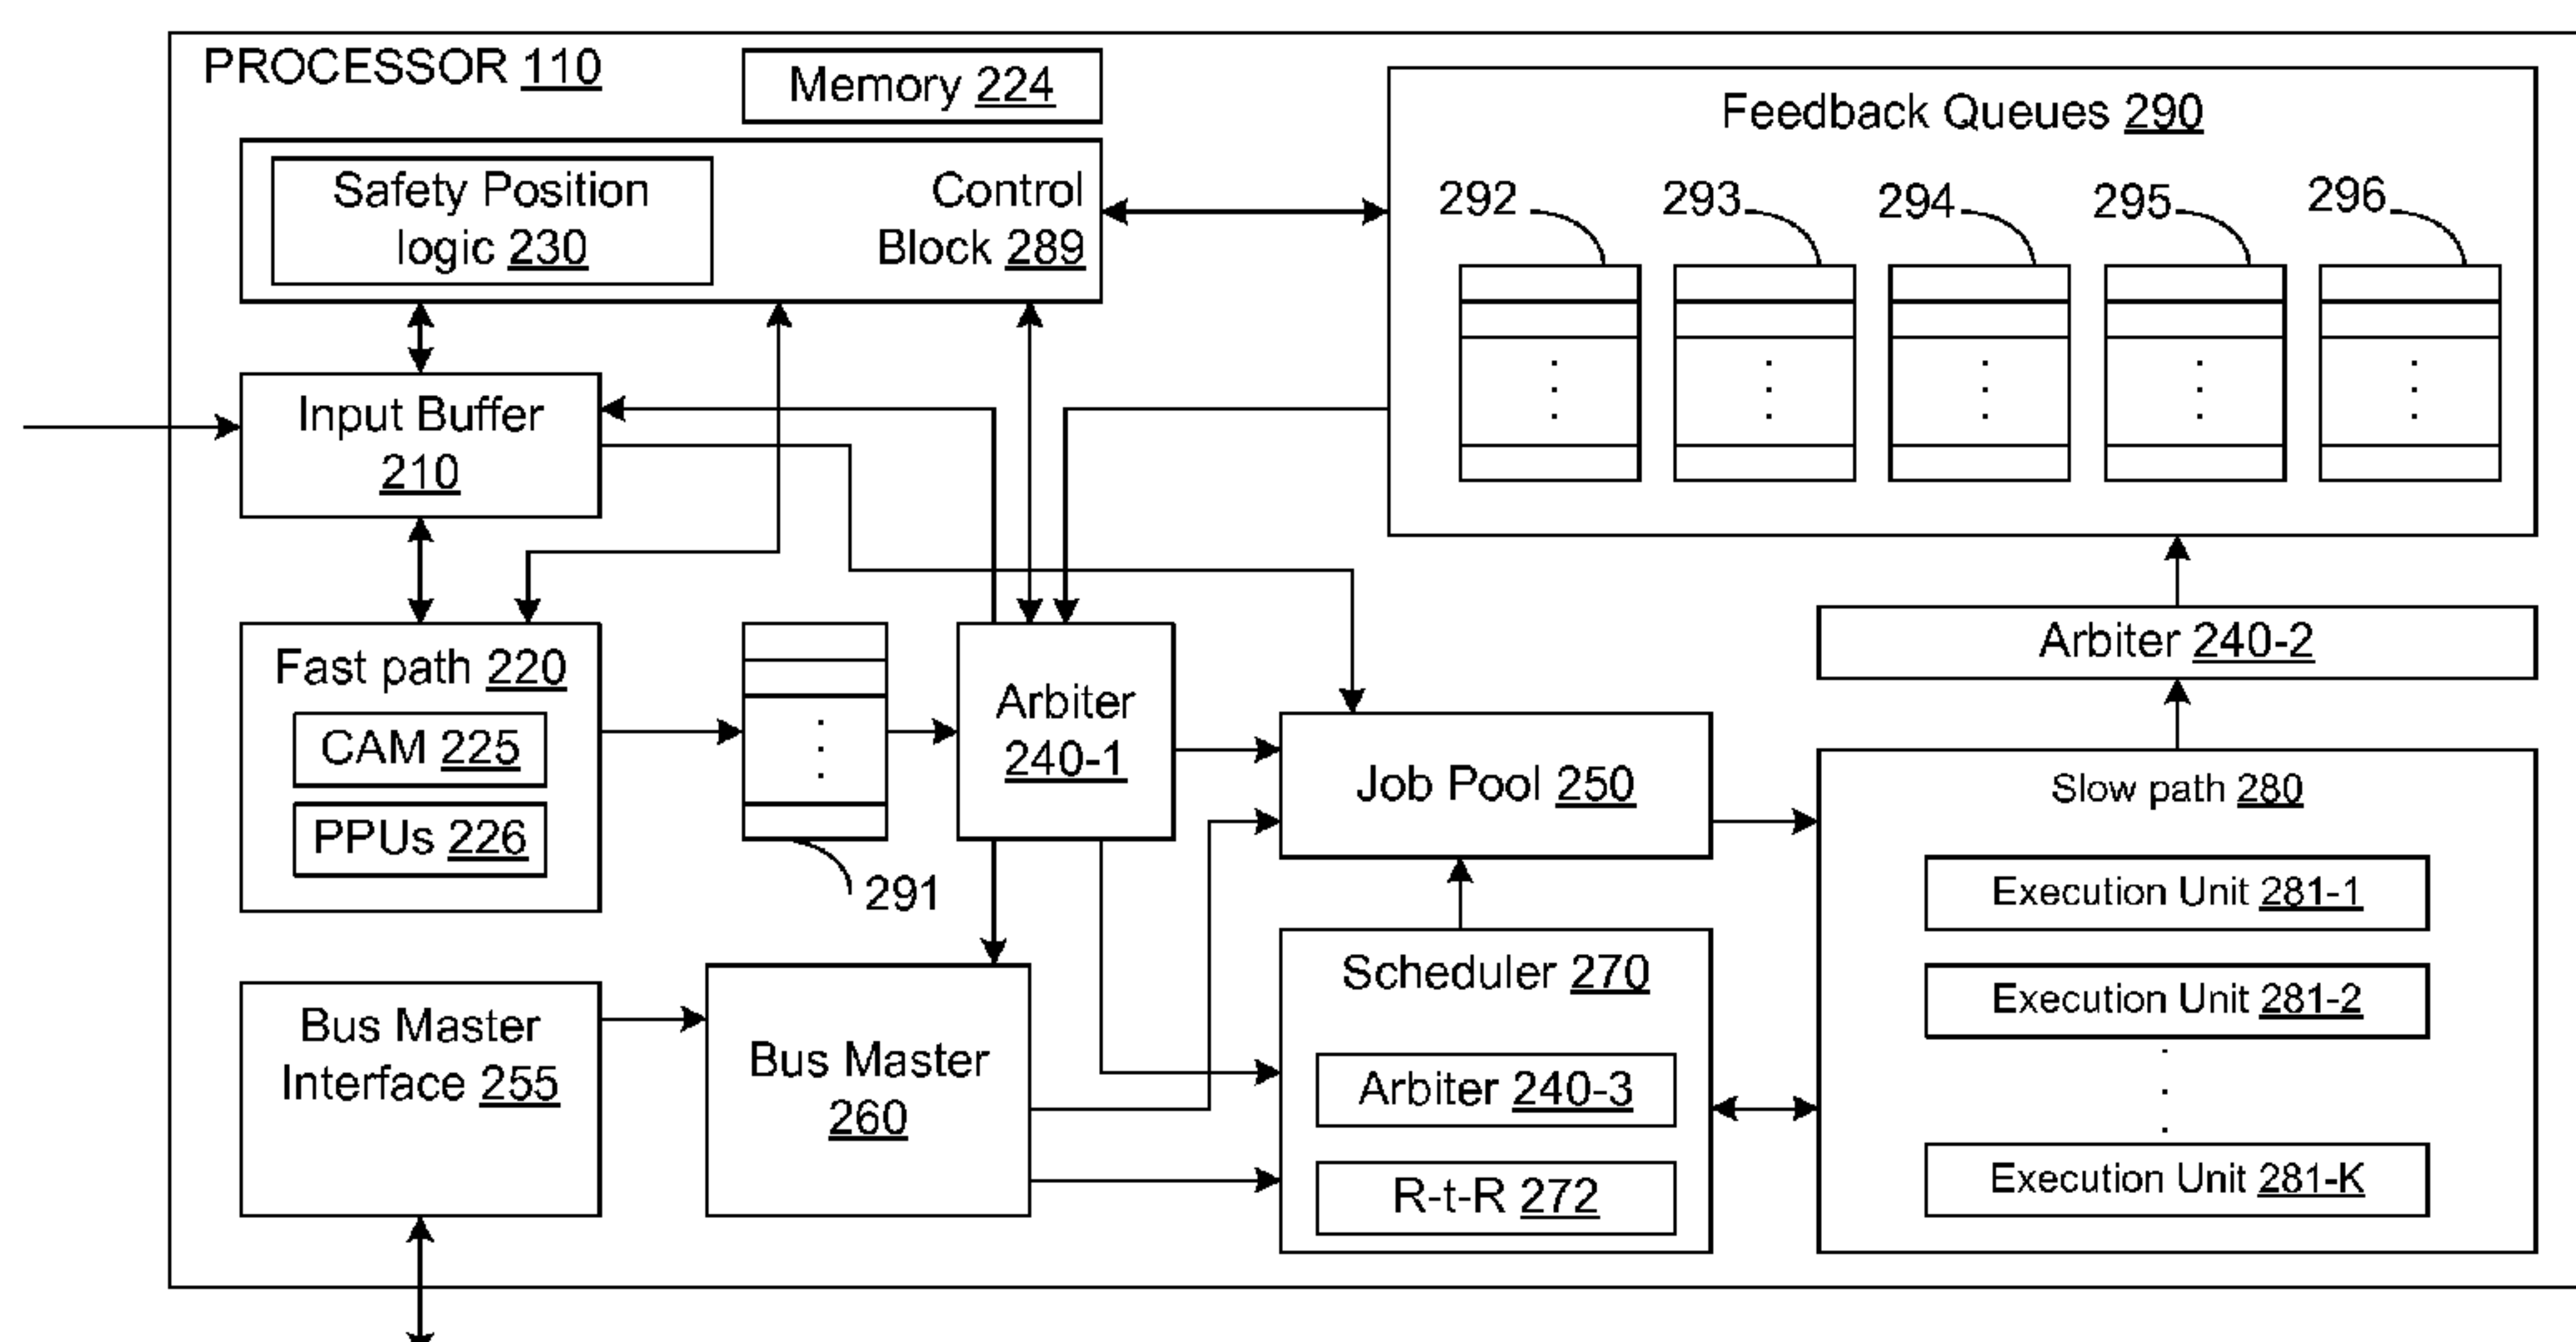 PROCESSOR 110
Memory 224
Safety Position
logic 230
Control
Block 289
Feedback Queues 290
292
293
294
295
296
Input Buffer
210
Fast path 220
CAM 225
PPUs 226
291
Arbiter
240-1
Job Pool 250
Arbiter 240-2
Slow path 280
Execution Unit 281-1
Execution Unit 281-2
Execution Unit 281-K
Bus Master
Interface 255
Bus Master
260
Scheduler 270
Arbiter 240-3
R-t-R 272